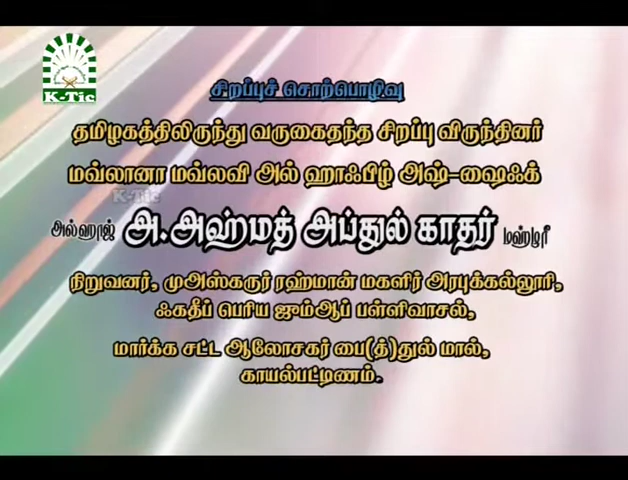 K-Tic
சிறப்புச் சொற்பொழிவு
தமிழகத்திலிருந்து வருகைதந்த சிறப்பு விருந்தினர்
மவ்லானா மவ்லவி அல் ஹாஃபிழ் அஷ்-ஷைஃக்
K-Tic
அல்ஹாஜ் அ.அஹ்மத் அப்துல் காதர் மஹ்ழரீ
நிறுவனர், முஅஸ்கருர் ரஹ்மான் மகளிர் அரபுக்கல்லூரி,
ஃகதீப் பெரிய ஜும்ஆப் பள்ளிவாசல்,
மார்க்க சட்ட ஆலோசகர் பை(த்)துல் மால்,
காயல்பட்டிணம்.